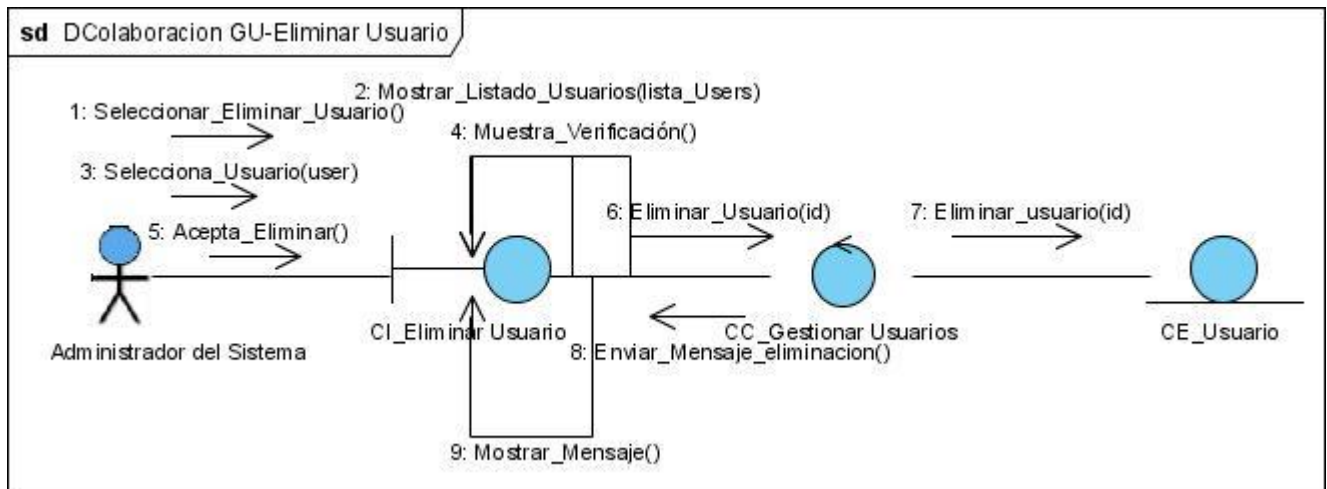 sd DColaboracion GU-Eliminar Usuario
2: Mostrar_Listado_Usuarios(lista_Users)
1: Seleccionar_Eliminar_Usuario()
4: Muestra_Verificación()
3: Selecciona_Usuario(user)
6: Eliminar_Usuario(id)
7: Eliminar_usuario(id)
5: Acepta_Eliminar()
CI_Eliminar Usuario
CC_Gestionar Usuarios
CE_Usuario
Administrador del Sistema
8: Enviar_Mensaje_eliminacion()
9: Mostrar_Mensaje()